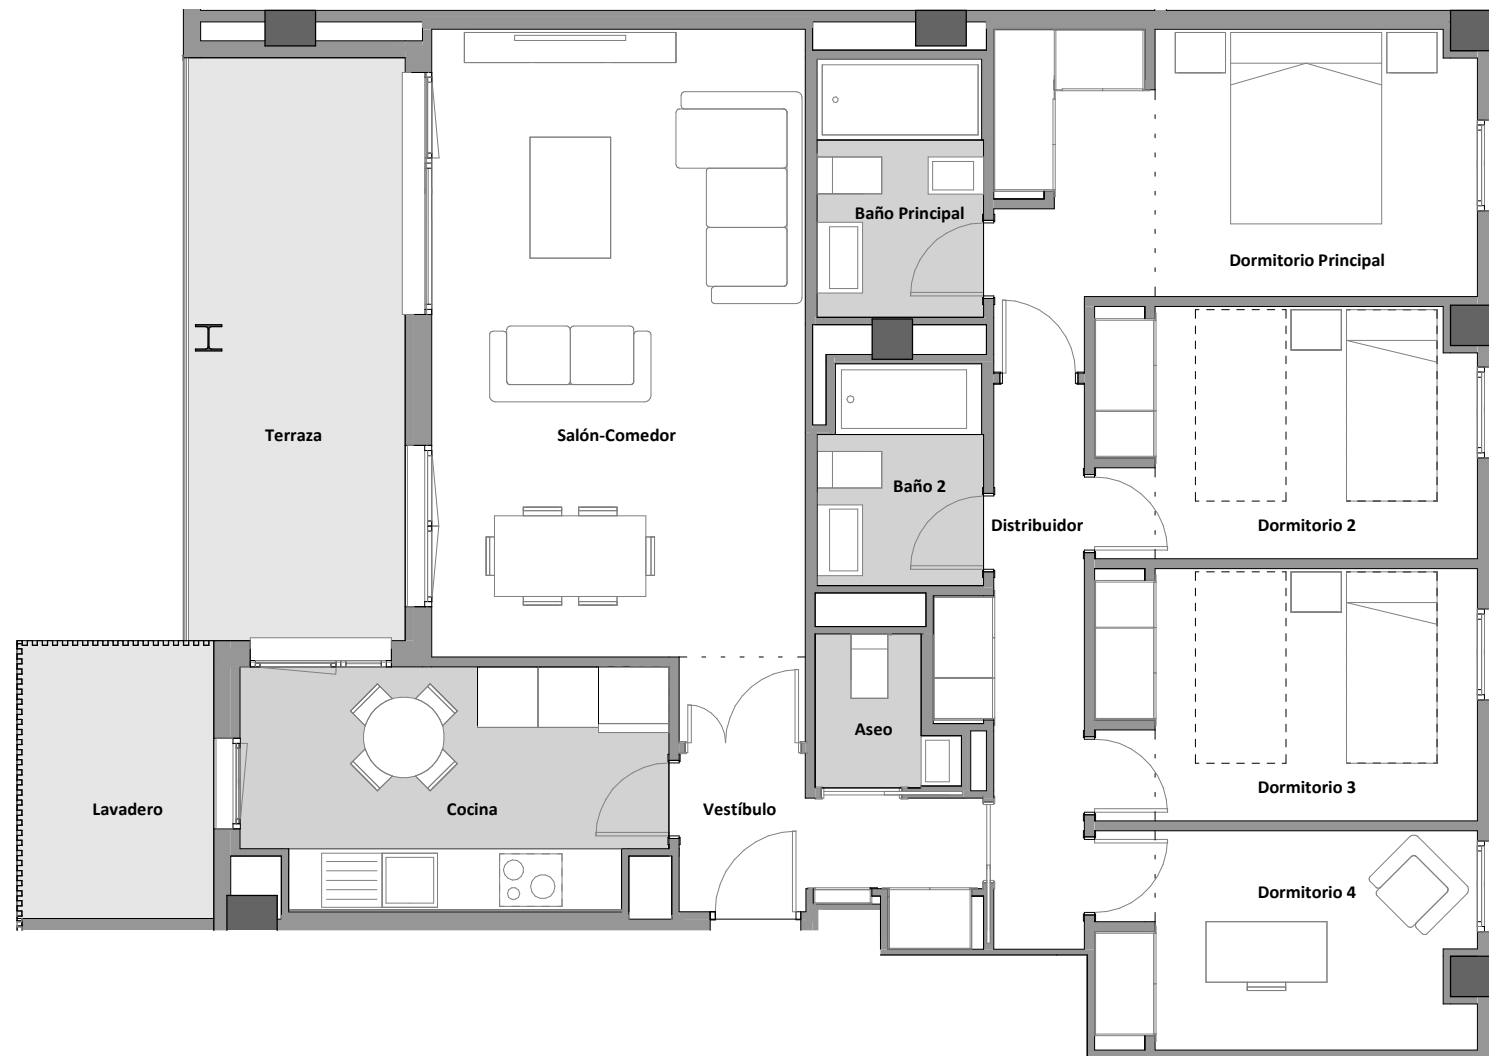 Baño Principal
Dormitorio Principal
Terraza
Salón-Comedor
Baño 2
Distribuidor
Dormitorio 2
Aseo
Dormitorio 3
Lavadero
Cocina
Vestíbulo
Dormitorio 4